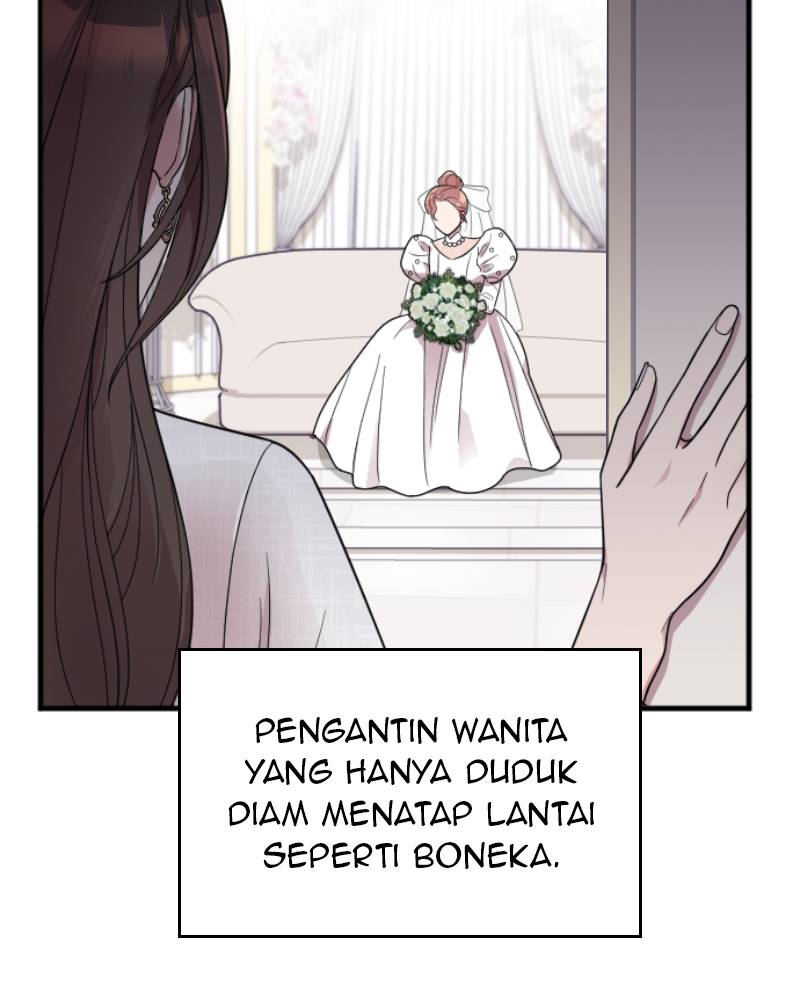 PENGANTIN WANITA
YANG HANYA DUDUK
DIAM MENATAP LANTAI
SEPERTI BONEKA.